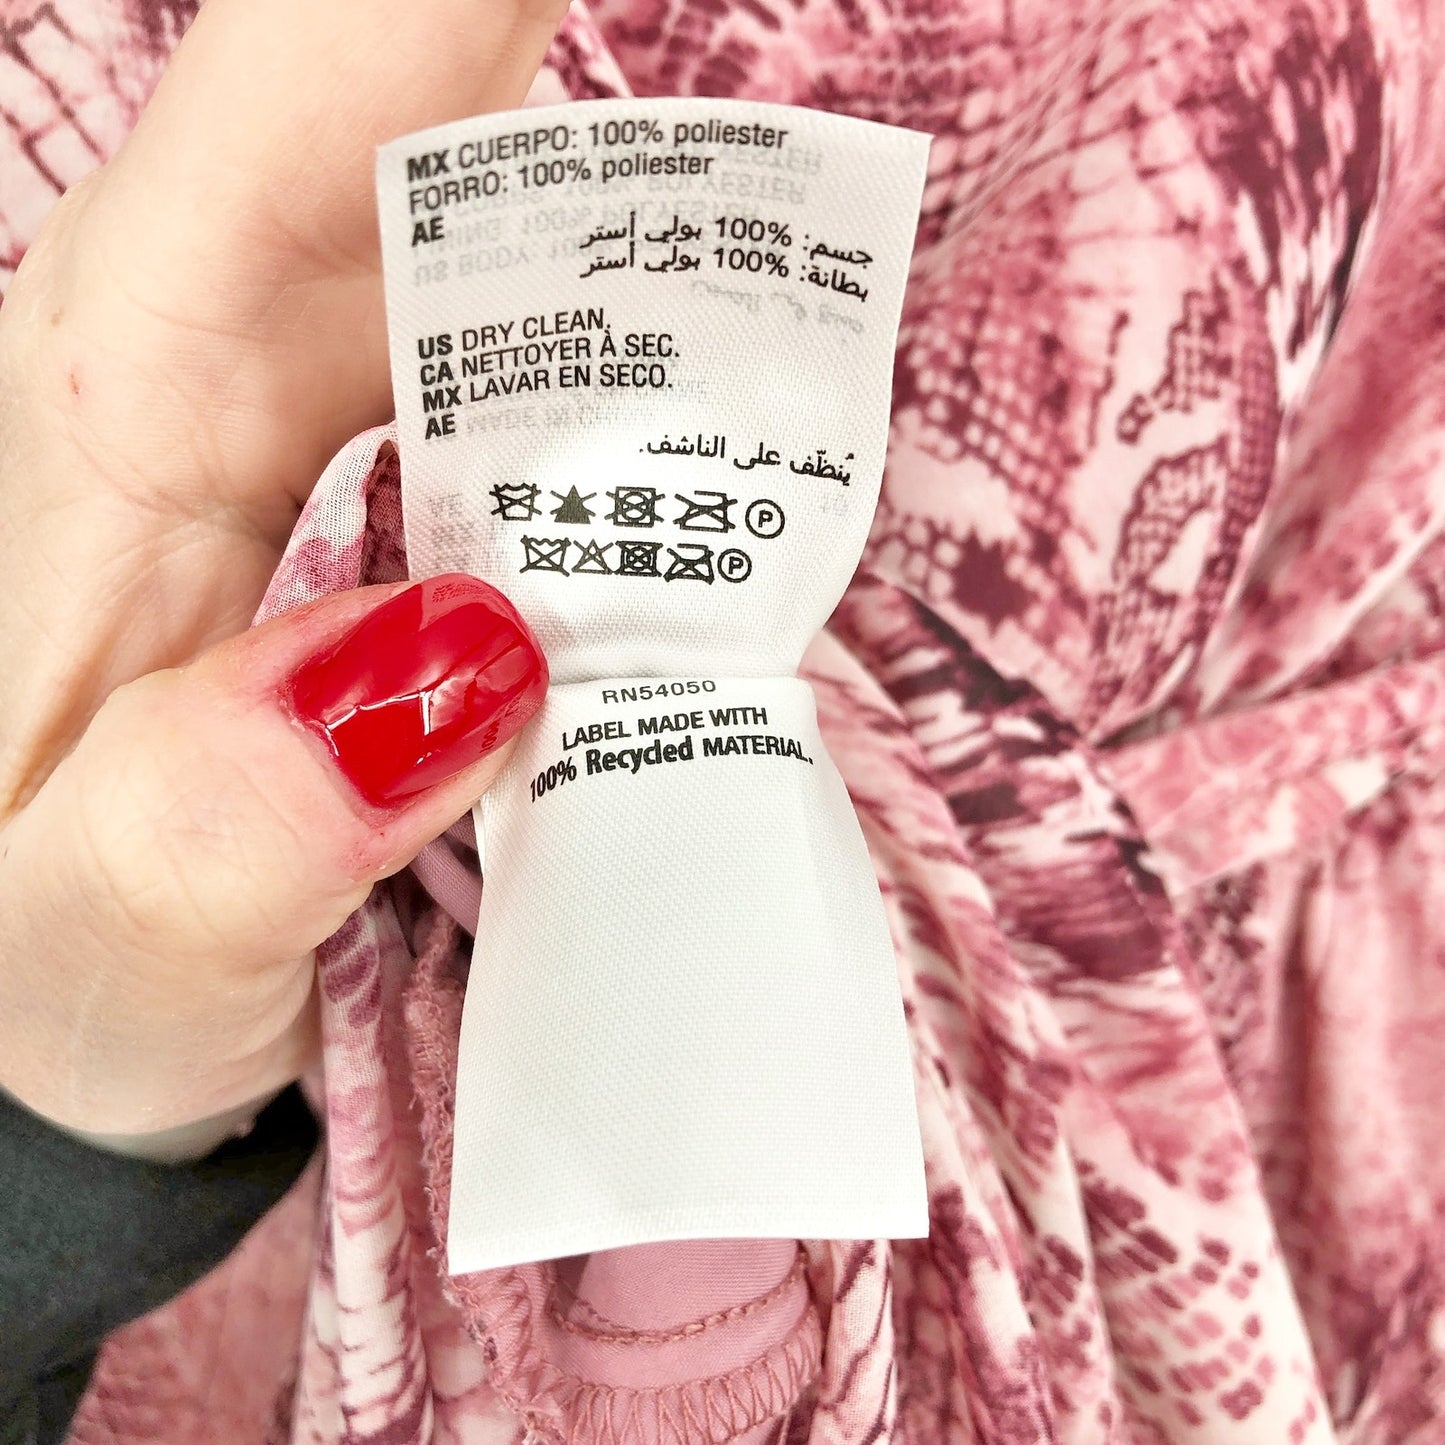 MX CUERPO: 100% poliester
FORRO: 100% poliester
AE
جسم: %100 بولي أستر
بطانة: %100 بولي أستر
US DRY CLEAN.
CA NETTOYER À SEC.
MX LAVAR EN SECO.
AE
يُنظّف على الناشف.
P
P
RN54050
LABEL MADE WITH
100% Recycled MATERIAL.